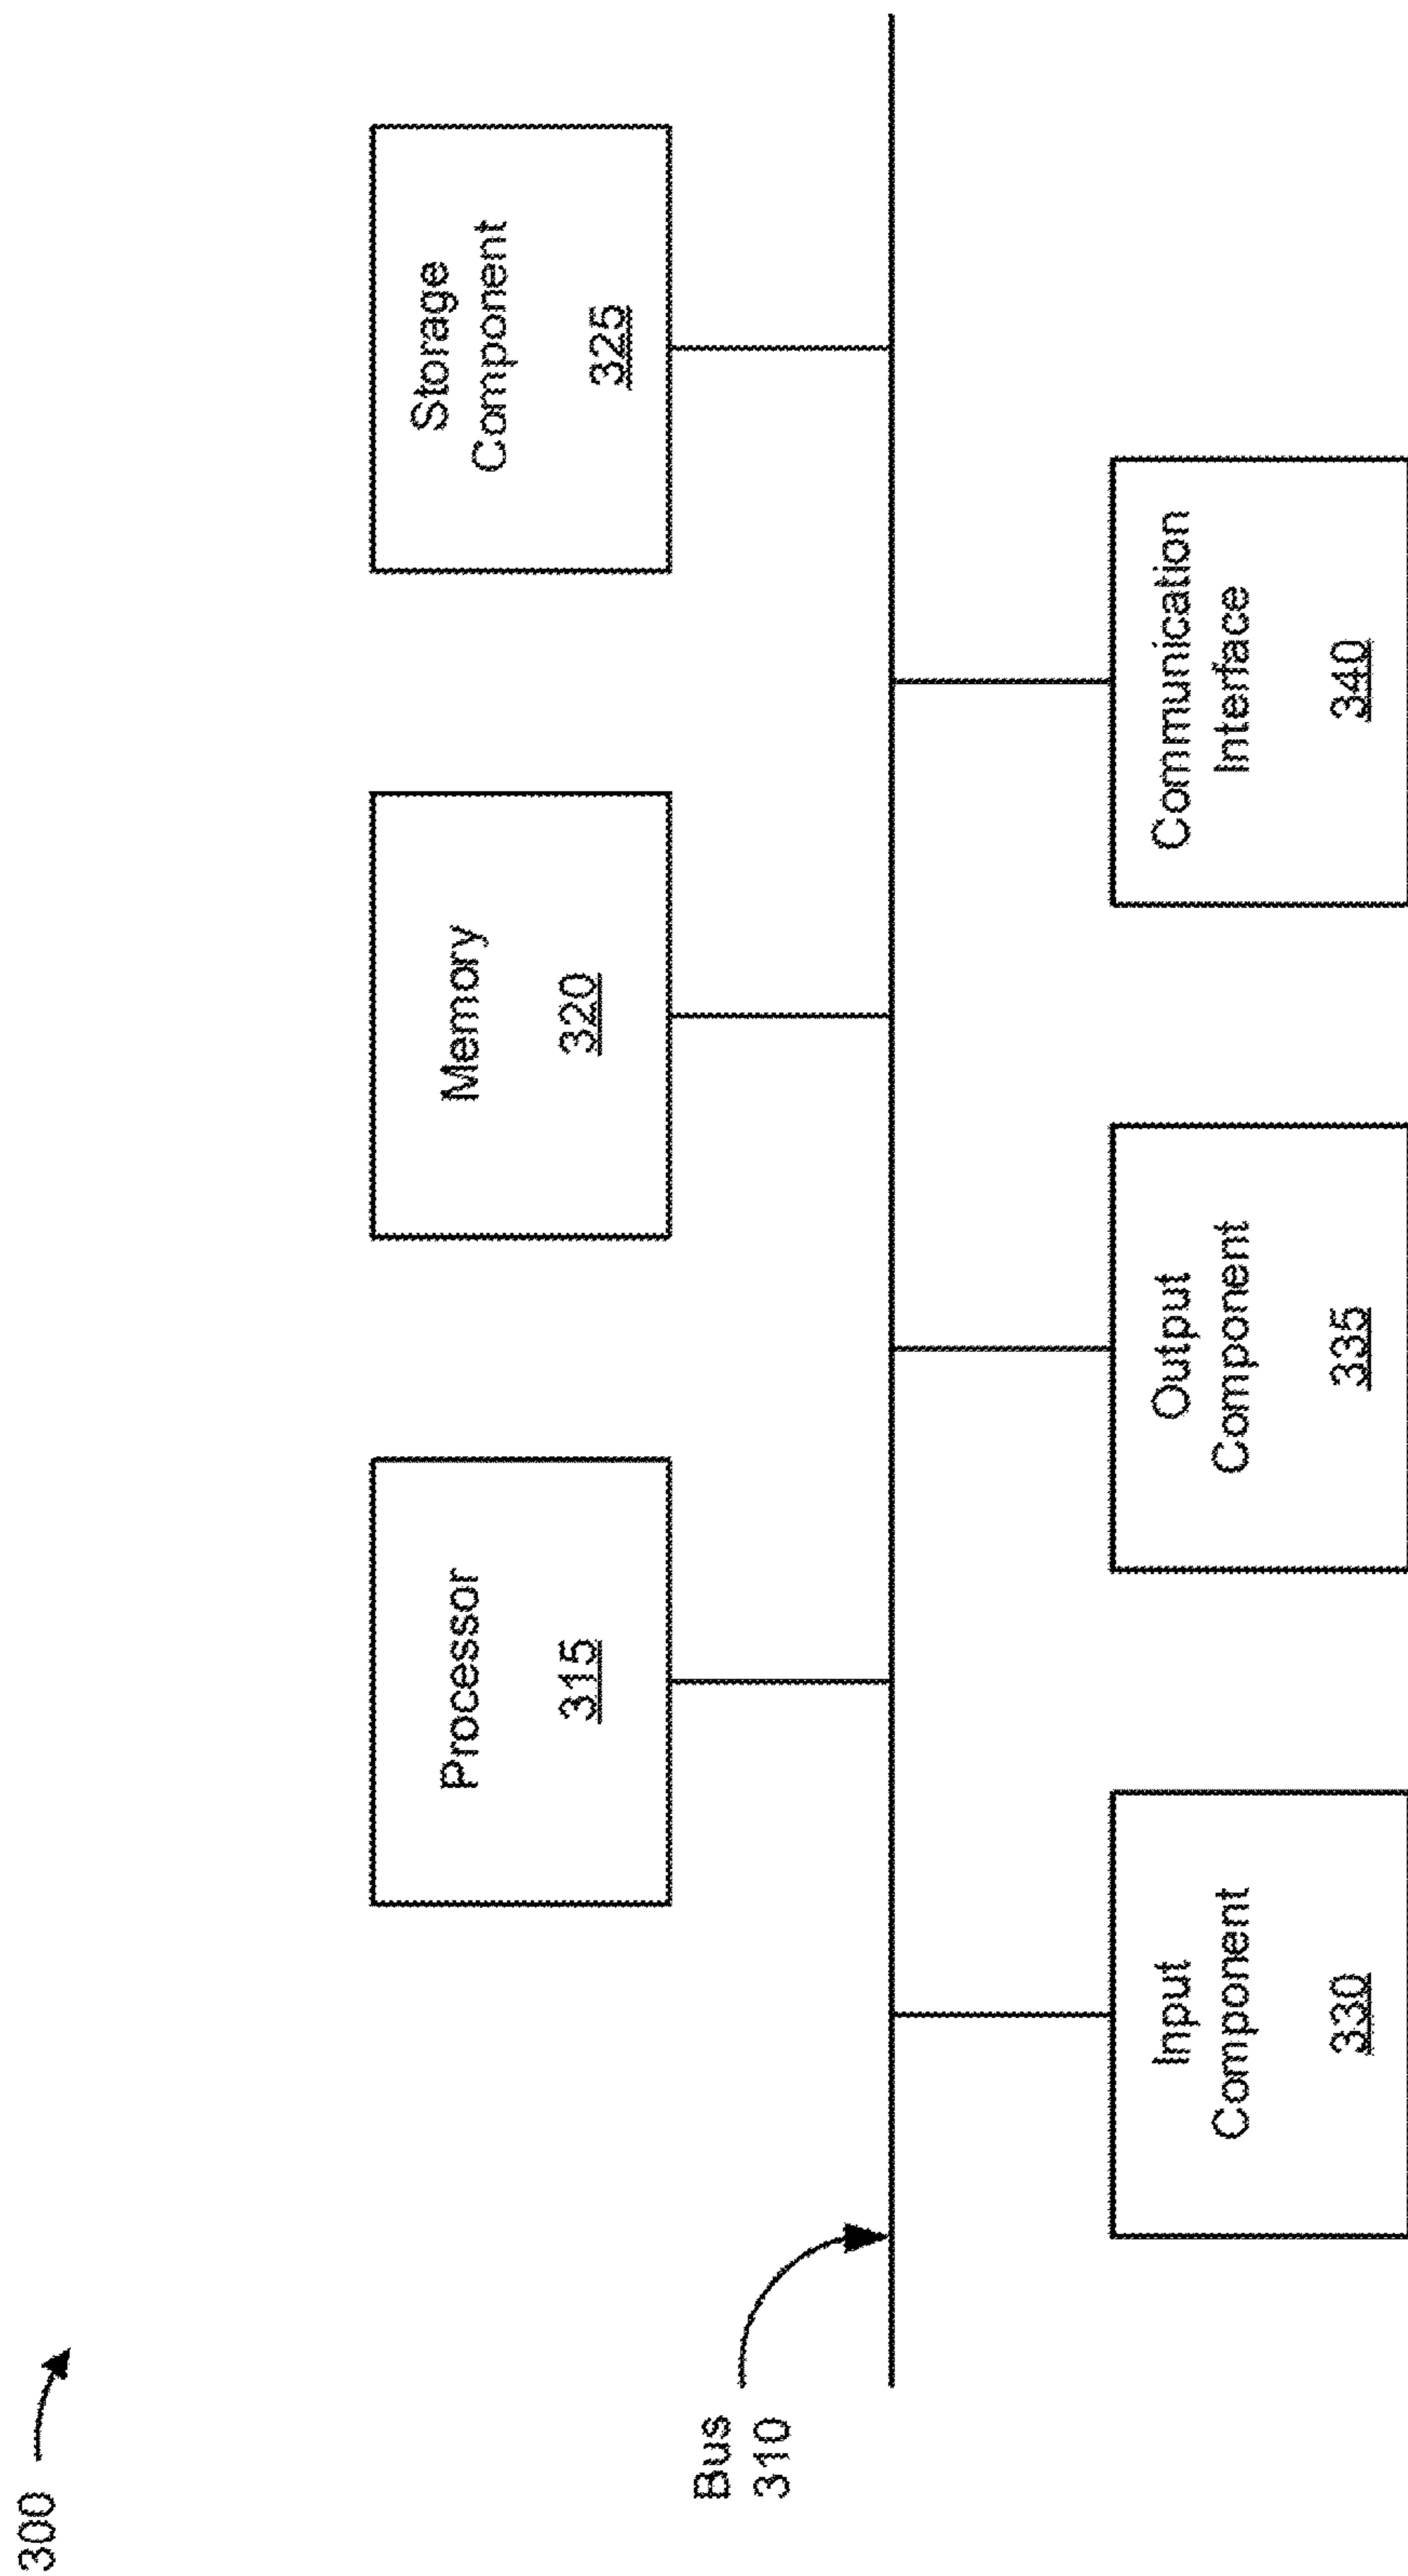 300
Processor
315
Memory
320
Storage
Component
325
Bus
310
Input
Component
330
Output
Component
335
Communication
Interface
340